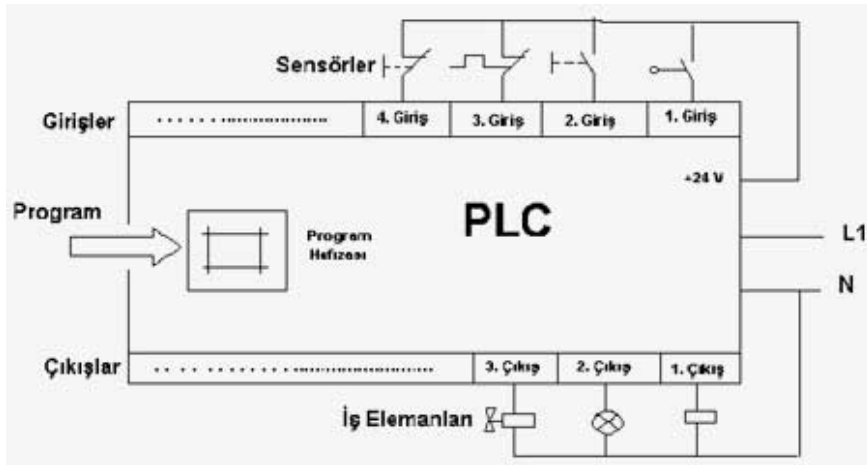 Sensörler
Girişler
4. Giriş
3. Giriş
2. Giriş
1. Giriş
+24 V
Program
PLC
Program
Hafızası
L1
N
Çıkışlar
3. Çıkış
2. Çıkış
1. Çıkış
İş Elemanları